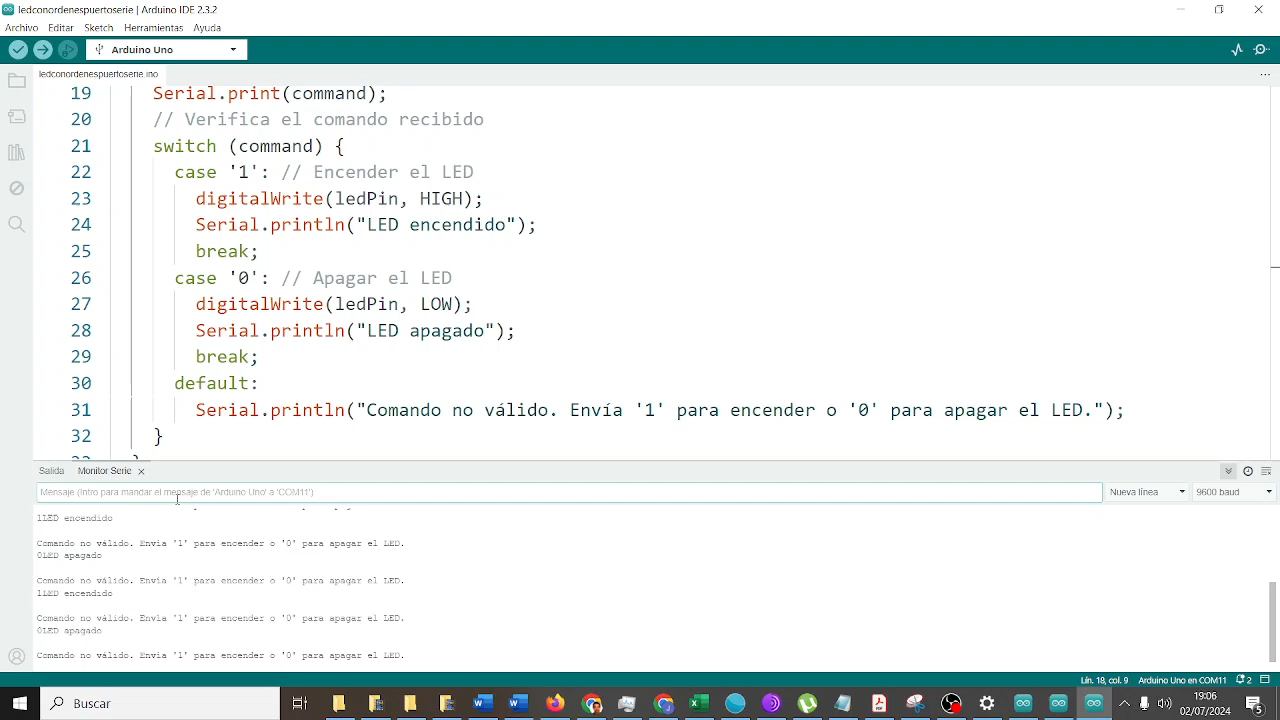 ledconordenespuertoserie | Arduino IDE 2.3.2
Archivo Editar Sketch Herramientas Ayuda
Arduino Uno
ledconordenespuertoserie.ino
19 Serial.print(command);
20 // Verifica el comando recibido
21 switch (command) {
22 case '1': // Encender el LED
23 digitalWrite(ledPin, HIGH);
24 Serial.println("LED encendido");
25 break;
26 case '0': // Apagar el LED
27 digitalWrite(ledPin, LOW);
28 Serial.println("LED apagado");
29 break;
30 default:
31 Serial.println("Comando no válido. Envía '1' para encender o '0' para apagar el LED.");
32 }
Salida Monitor Serie
Mensaje (Intro para mandar el mensaje de 'Arduino Uno' a 'COM11') Nueva línea 9600 baud
1LED encendido
Comando no válido. Envía '1' para encender o '0' para apagar el LED.
0LED apagado
Comando no válido. Envía '1' para encender o '0' para apagar el LED.
1LED encendido
Comando no válido. Envía '1' para encender o '0' para apagar el LED.
0LED apagado
Comando no válido. Envía '1' para encender o '0' para apagar el LED.
Lín. 18, col. 9 Arduino Uno en COM11 2
Buscar
19:06
02/07/2024